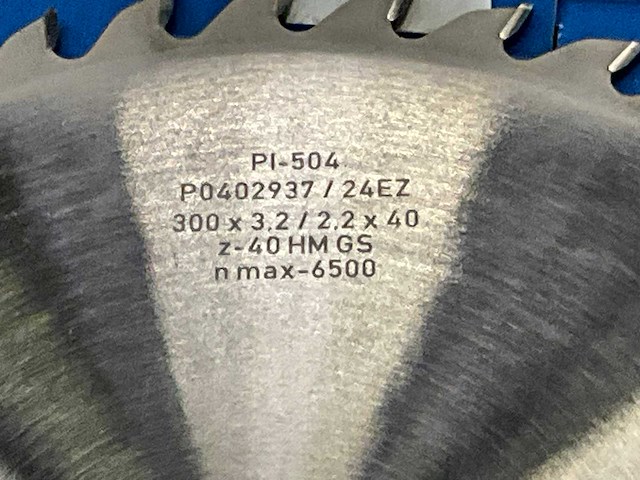 PI-504
P0402937 / 24EZ
300 x 3,2 / 2,2 x 40
z-40 HM GS
n max-6500